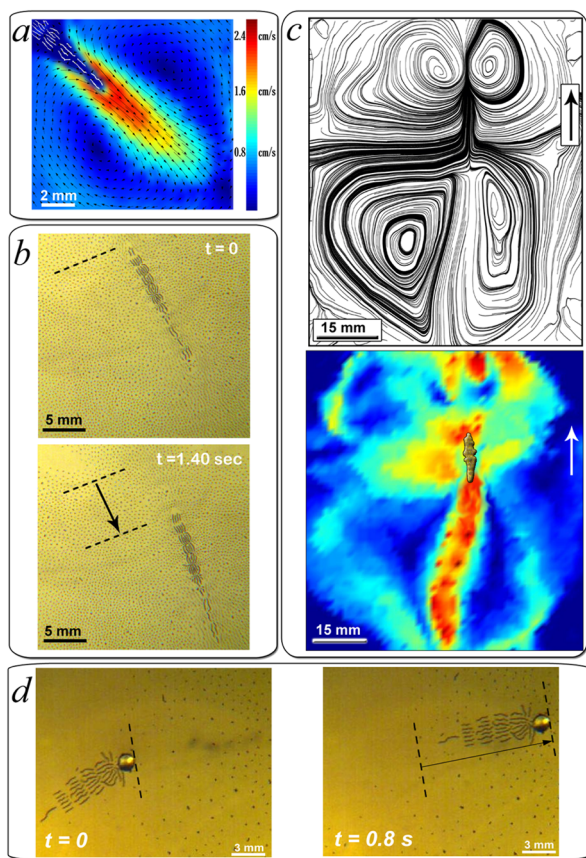 a
2.4
cm/s
1.6
cm/s
0.8
cm/s
2 mm
b
t = 0
5 mm
t =1.40 sec
5 mm
c
15 mm
15 mm
d
t = 0
3 mm
t = 0.8 s
3 mm